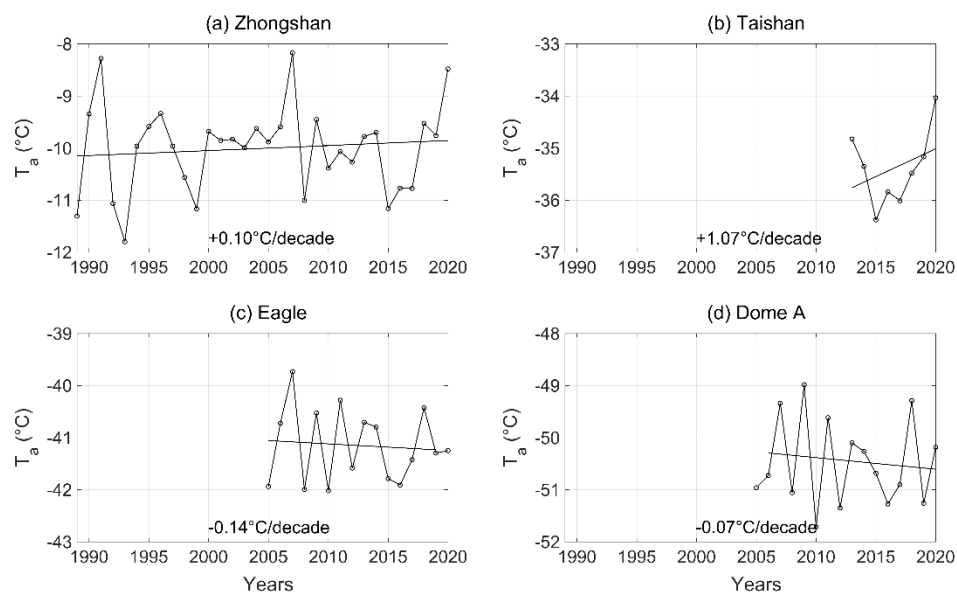 (a) Zhongshan
-8
-9
-10
-11
-12
T_a (°C)
+0.10°C/decade
1990 1995 2000 2005 2010 2015 2020
(b) Taishan
-33
-34
-35
-36
-37
T_a (°C)
+1.07°C/decade
1990 1995 2000 2005 2010 2015 2020
(c) Eagle
-39
-40
-41
-42
-43
T_a (°C)
-0.14°C/decade
1990 1995 2000 2005 2010 2015 2020
Years
(d) Dome A
-48
-49
-50
-51
-52
T_a (°C)
-0.07°C/decade
1990 1995 2000 2005 2010 2015 2020
Years